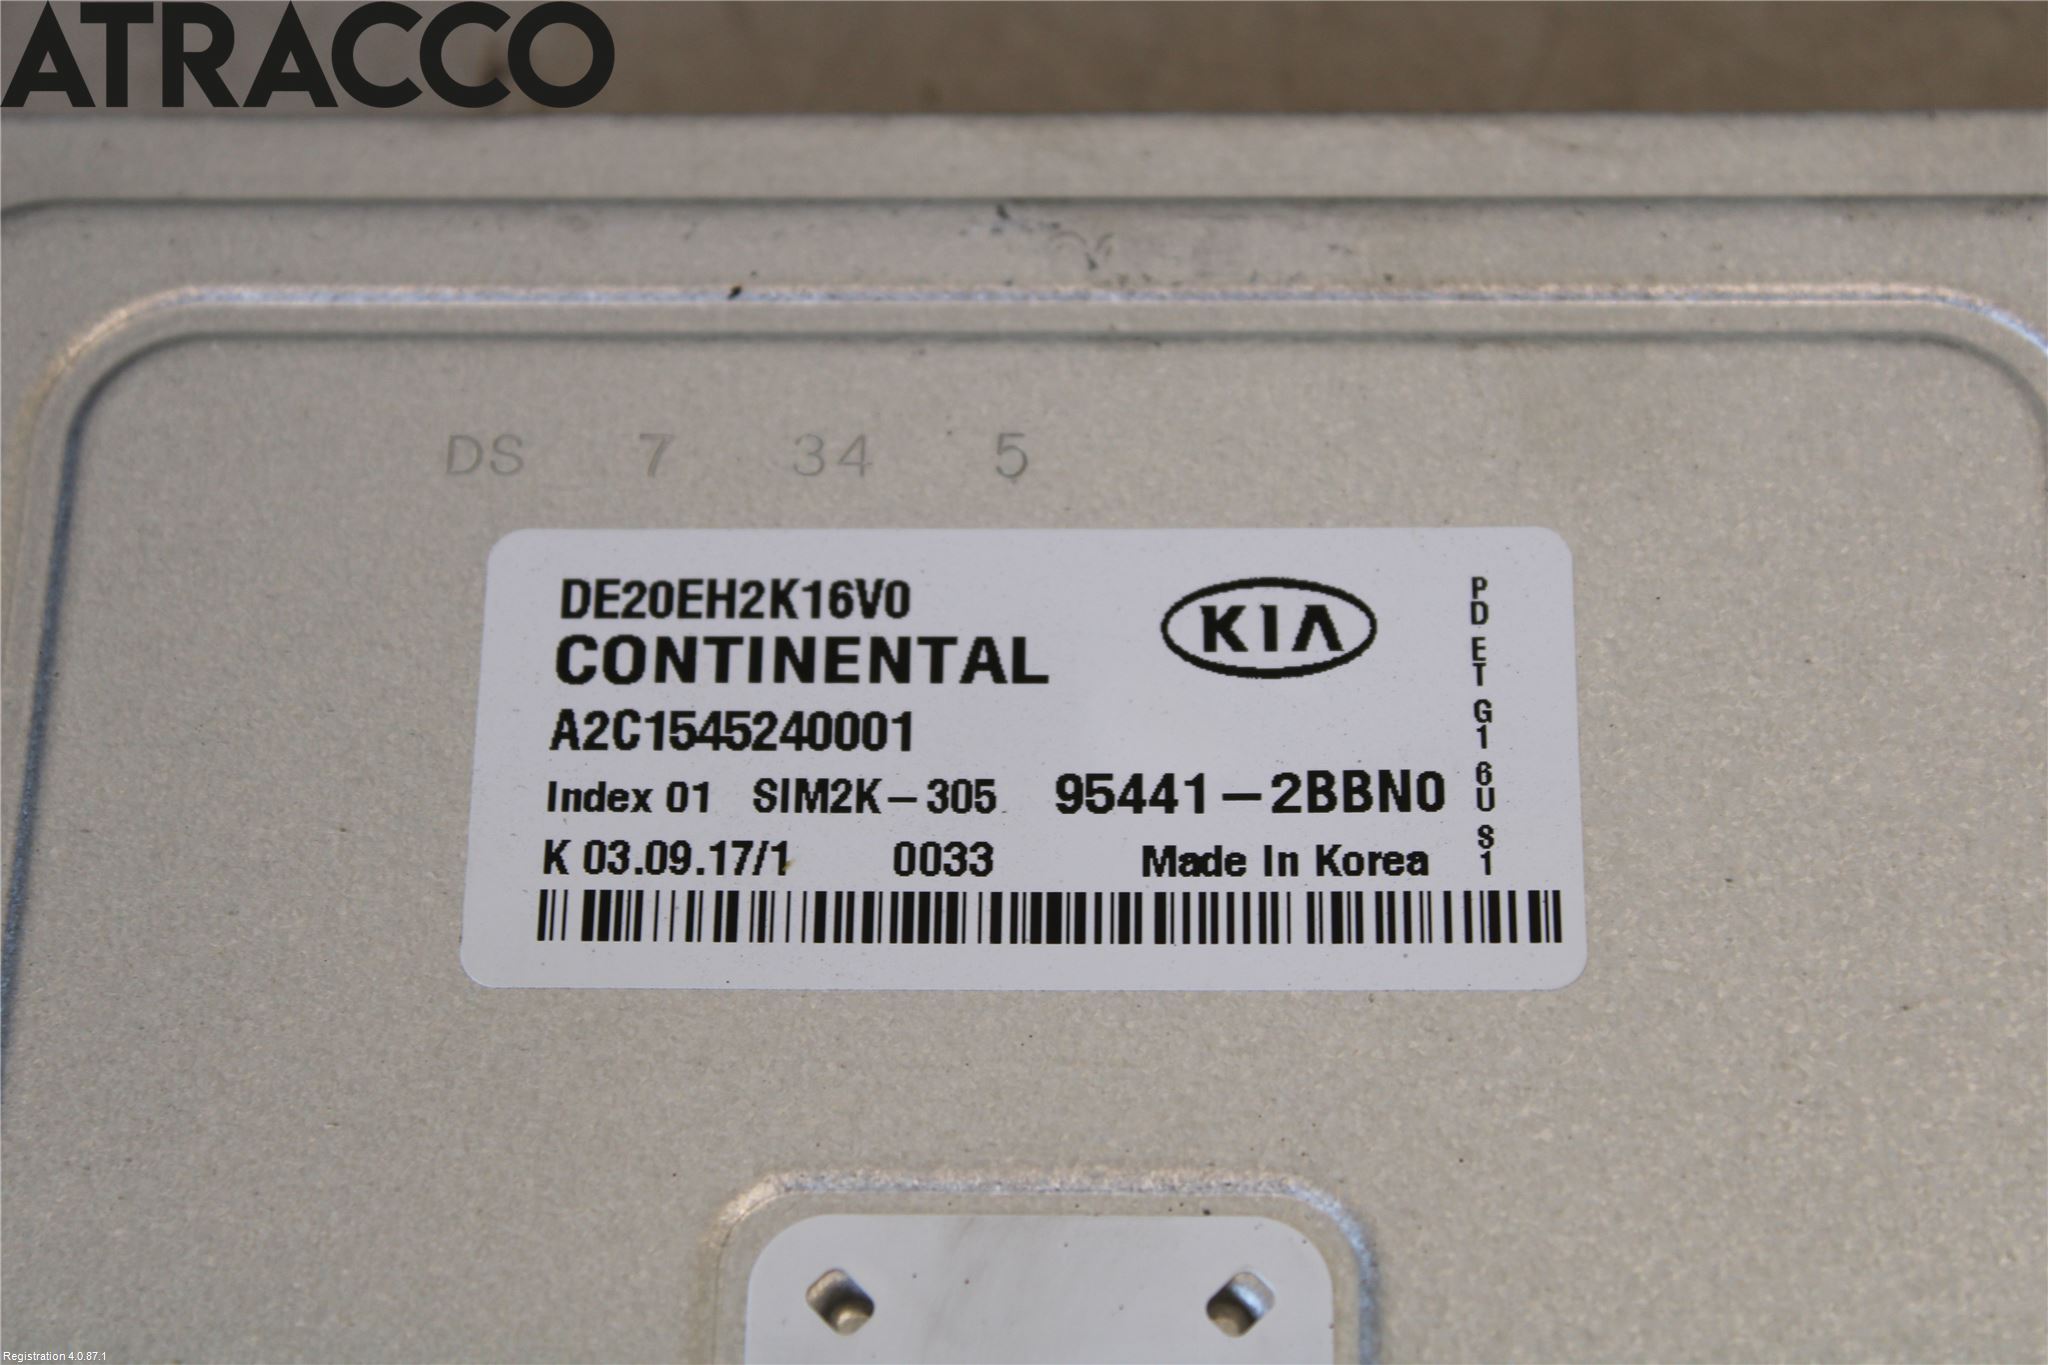 ATRACCO
DS 7 34 5
DE20EH2K16V0
KIA
CONTINENTAL
A2C1545240001
Index 01 SIM2K-305 95441-2BBN0
K 03.09.17/1 0033 Made In Korea
PD ET G1 6U S1
Registration 4.0.87.1